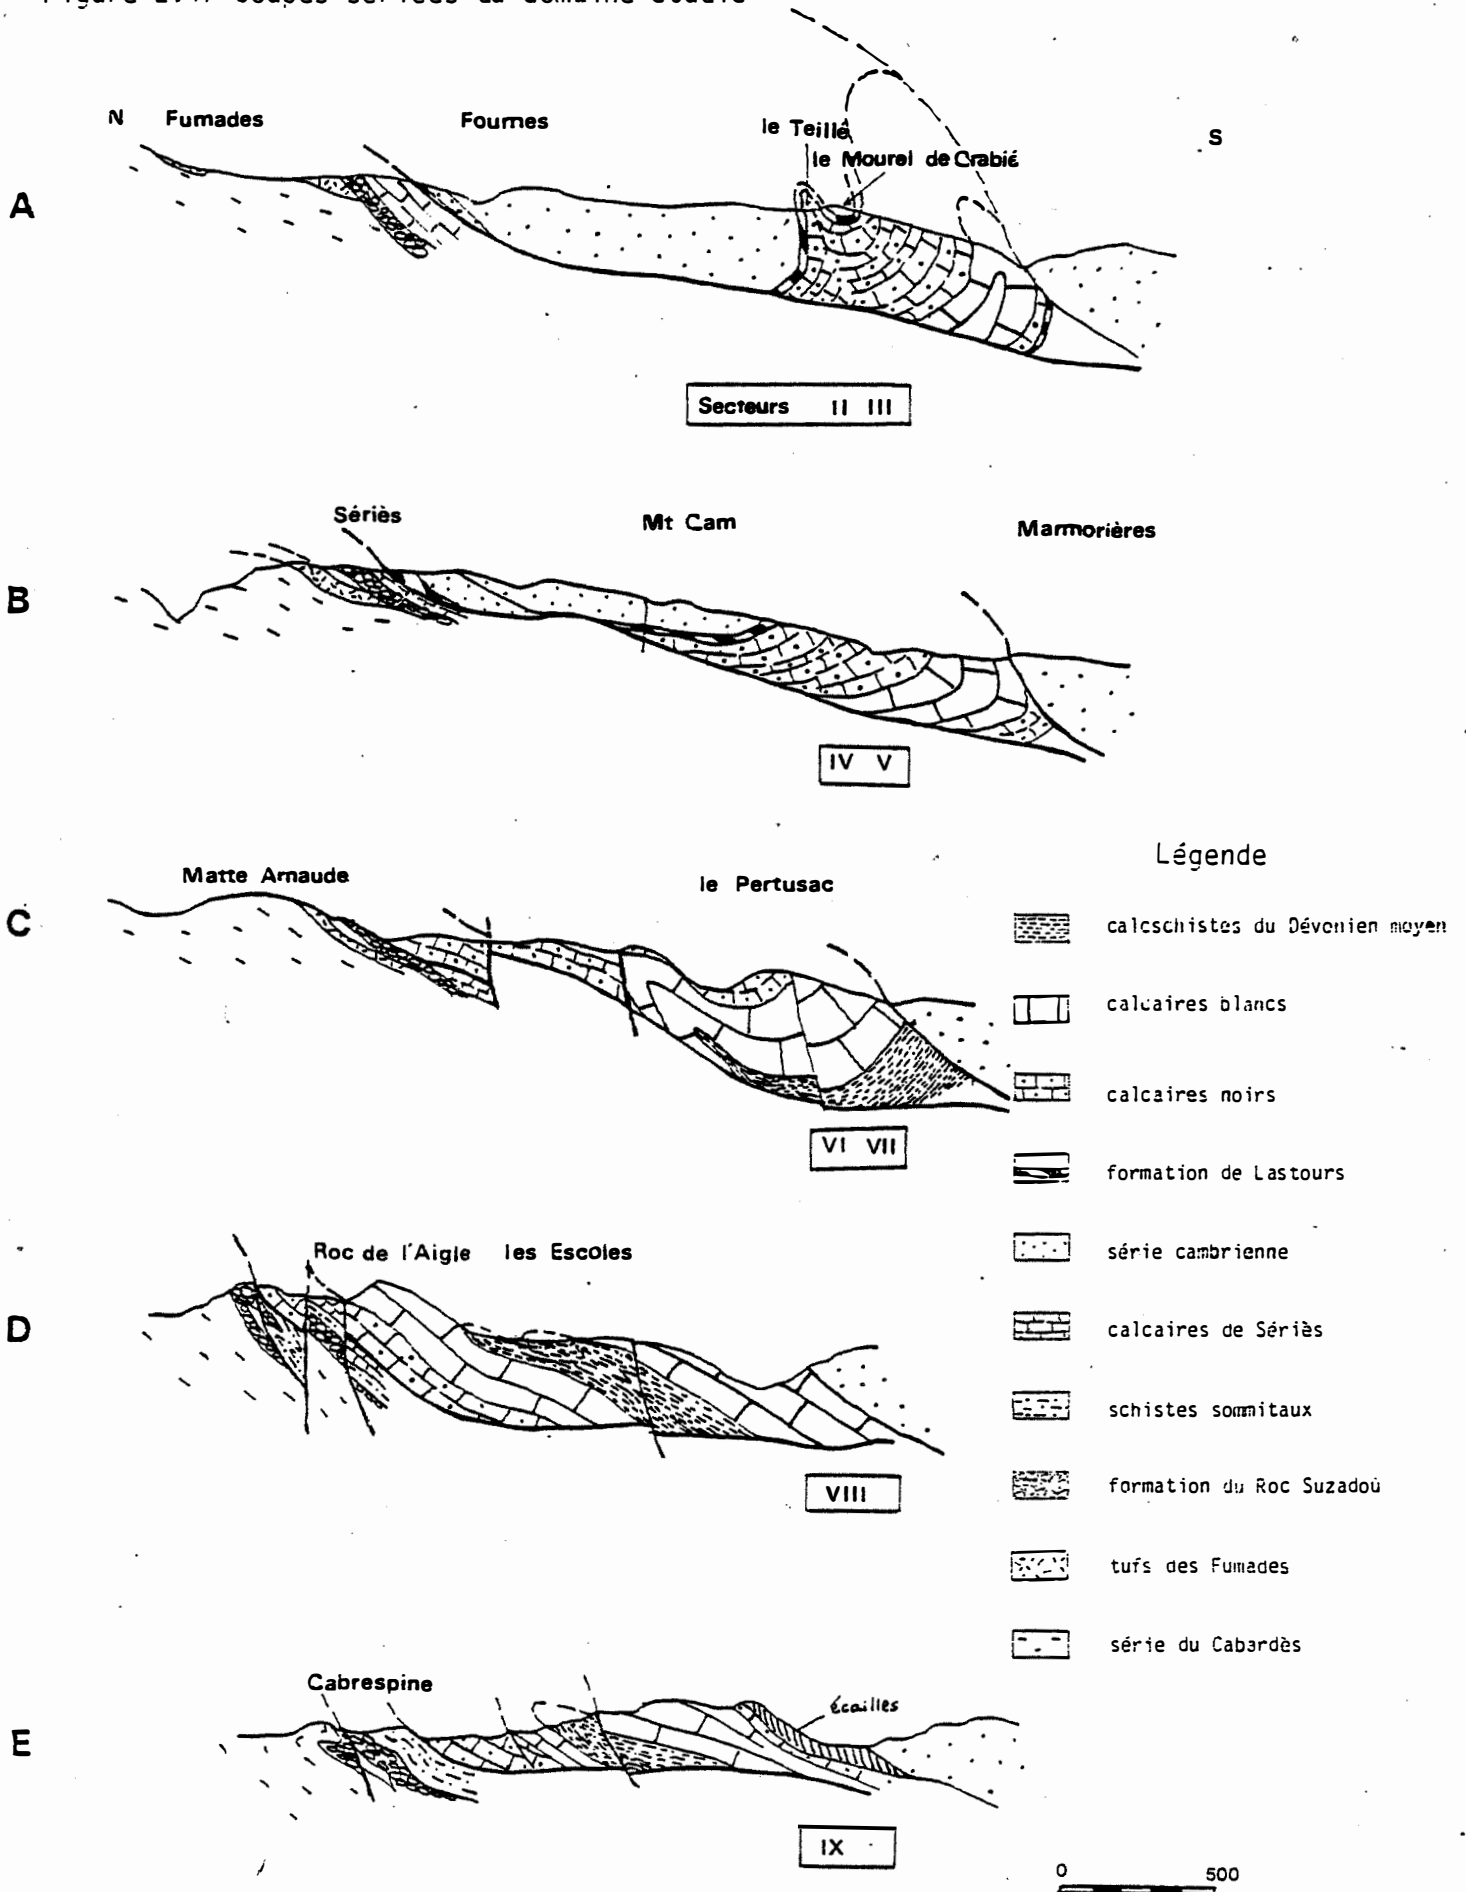 N Fumades Fournes le Teillé
le Mourel de Crabié S
A
Secteurs II III
Sériès Mt Cam Marmorières
B
IV V
Matte Arnaude le Pertusac
C
VI VII
Roc de l'Aigle les Escoles
D
VIII
Cabrespine
écailles
E
IX
0 500
Légende
calcschistes du Dévonien moyen
calcaires blancs
calcaires noirs
formation de Lastours
série cambrienne
calcaires de Sériès
schistes sommitaux
formation du Roc Suzadou
tufs des Fumades
série du Cabardès